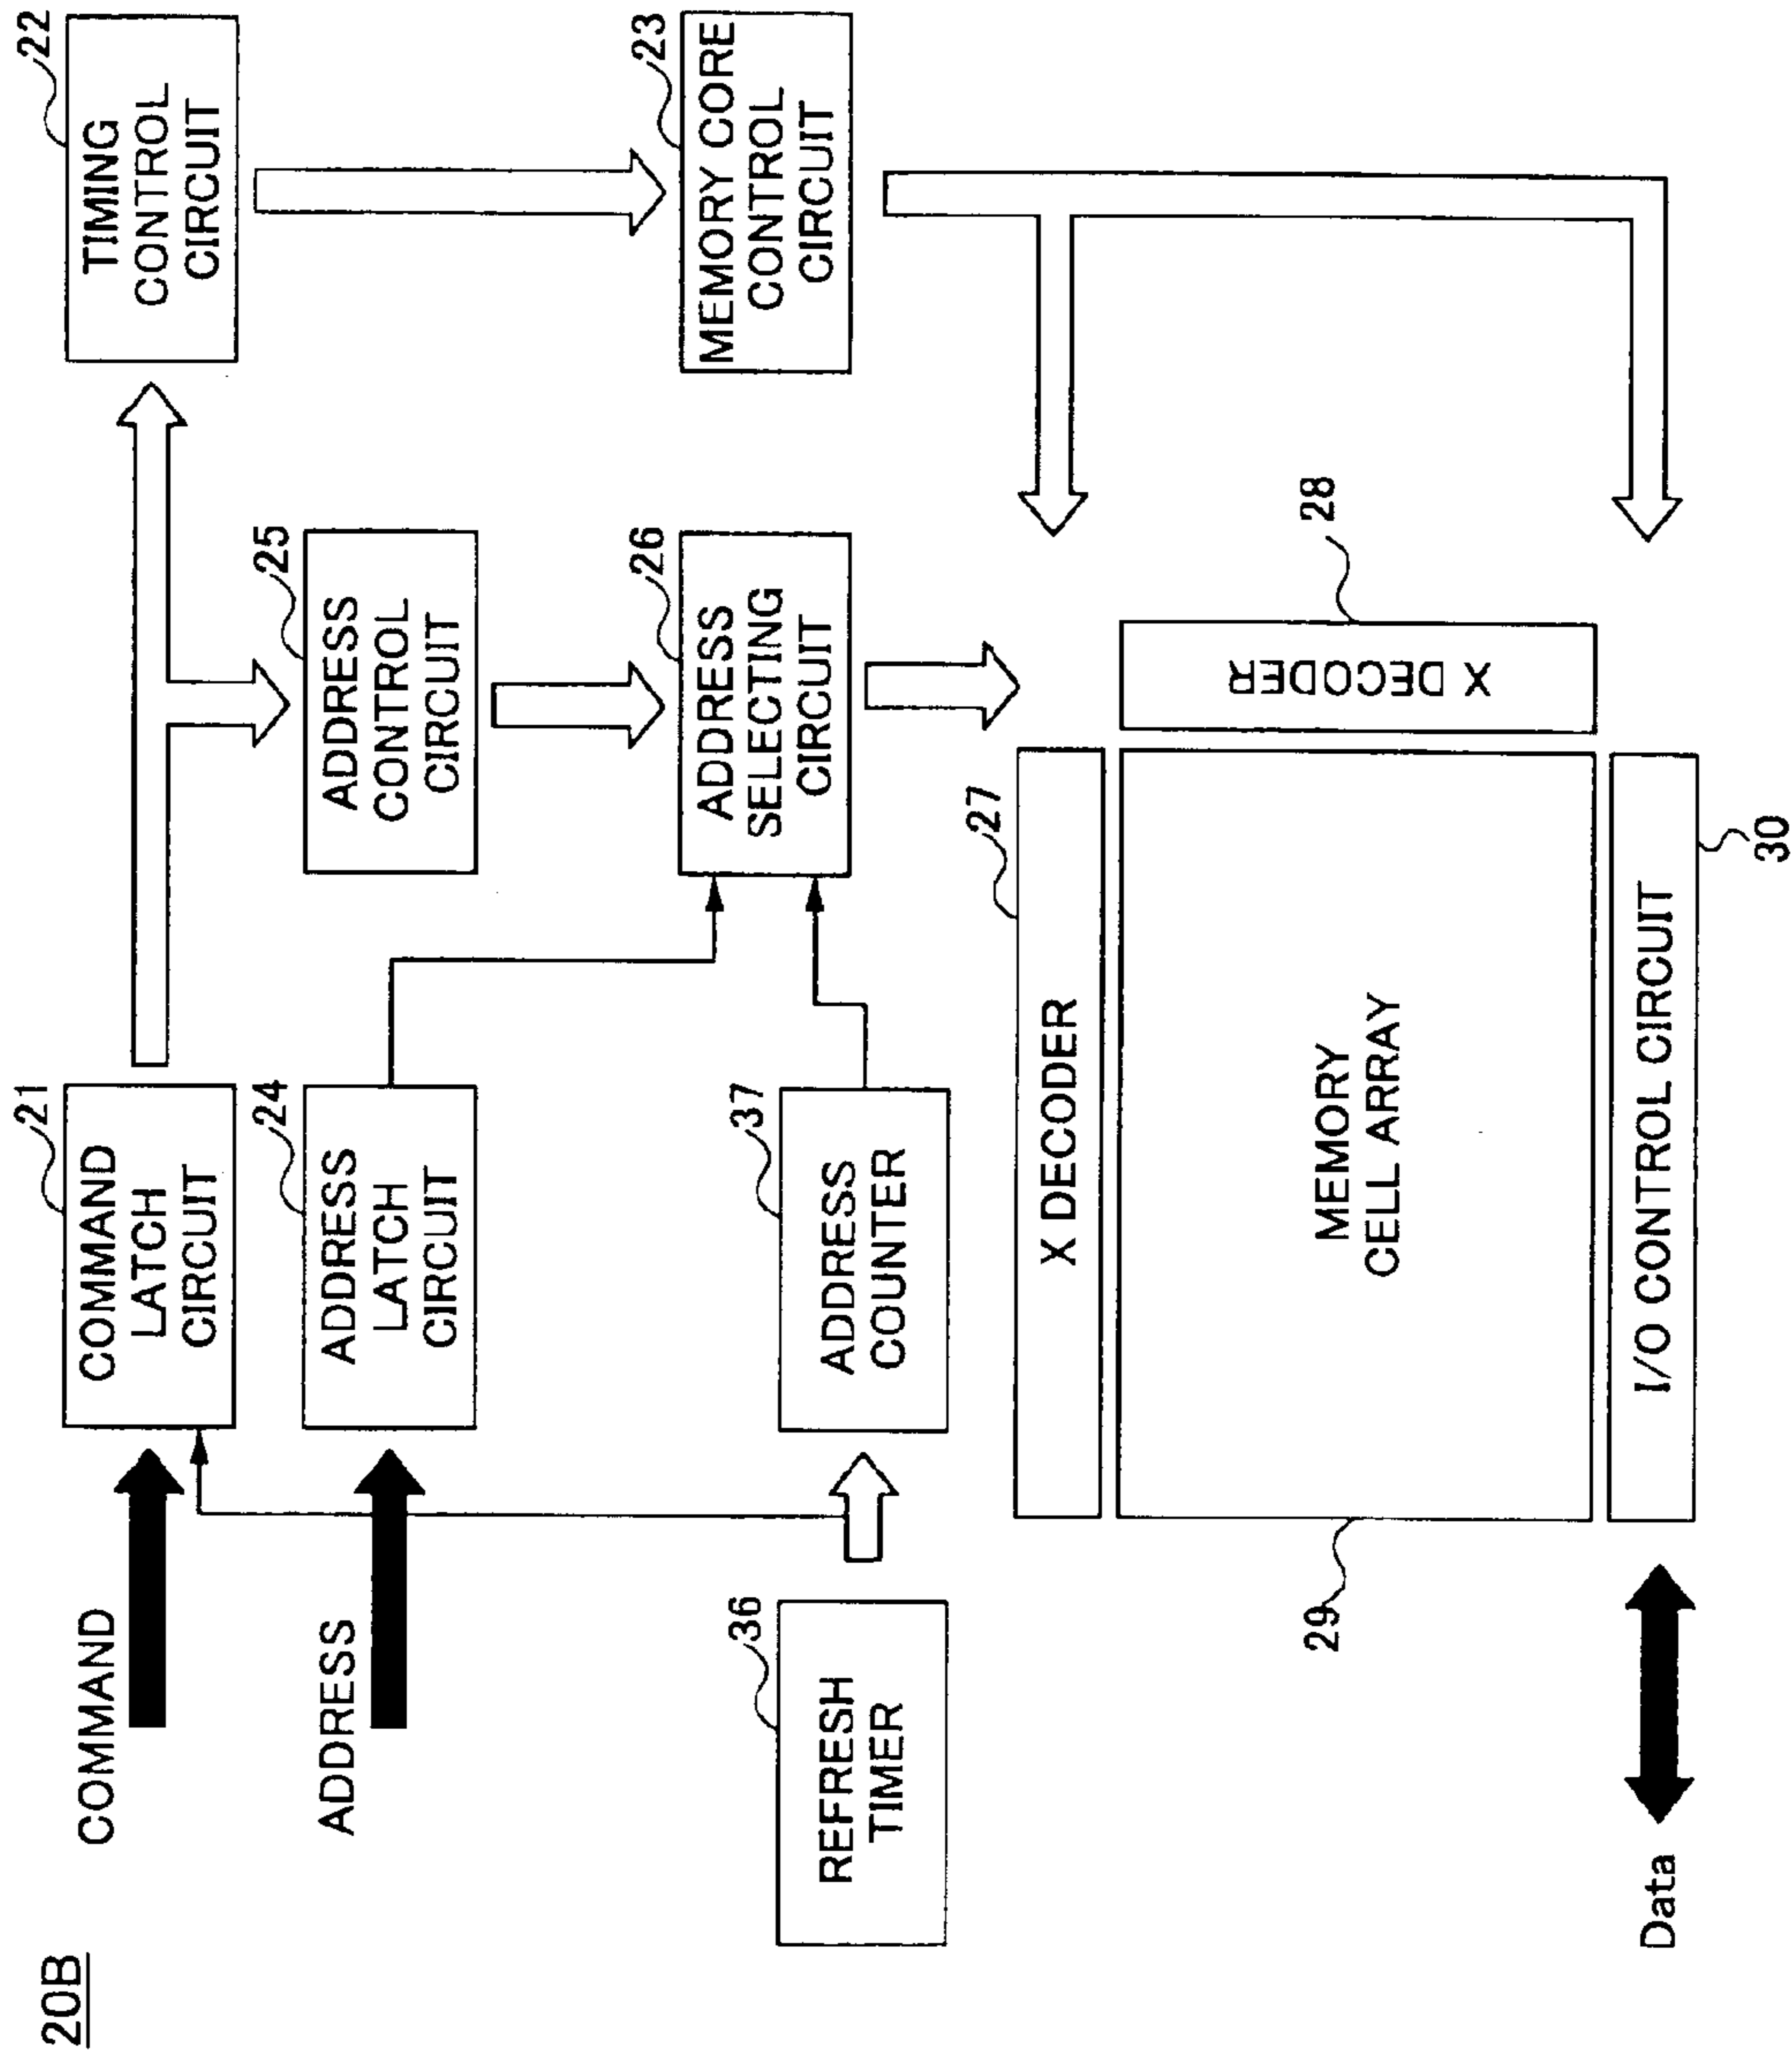 20B
COMMAND
21
COMMAND
LATCH
CIRCUIT
22
TIMING
CONTROL
CIRCUIT
ADDRESS
24
ADDRESS
LATCH
CIRCUIT
25
ADDRESS
CONTROL
CIRCUIT
36
REFRESH
TIMER
37
ADDRESS
COUNTER
26
ADDRESS
SELECTING
CIRCUIT
23
MEMORY CORE
CONTROL
CIRCUIT
27
X DECODER
28
X DECODER
29
MEMORY
CELL ARRAY
Data
I/O CONTROL CIRCUIT
30